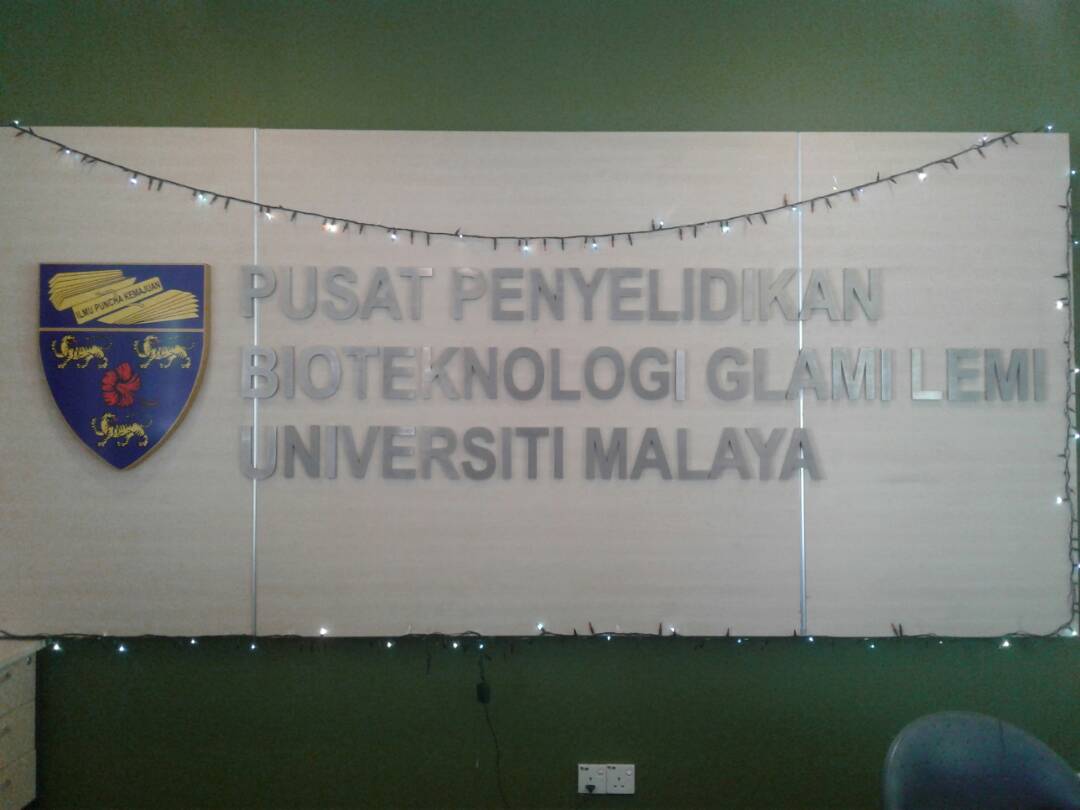 ILMU PUNCHA KEMAJUAN
PUSAT PENYELIDIKAN
BIOTEKNOLOGI GLAMI LEMI
UNIVERSITI MALAYA